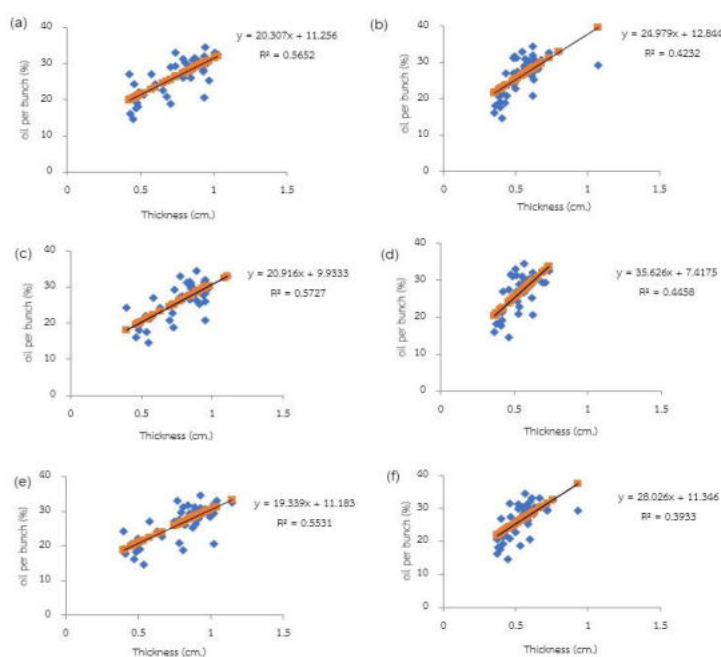 (a)
y = 20.307x + 11.256
R² = 0.5652
40
30
20
10
0
0
0.5
1
1.5
oil per bunch (%)
Thickness (cm.)
(b)
y = 24.979x + 12.844
R² = 0.4232
40
30
20
10
0
0
0.5
1
1.5
oil per bunch (%)
Thickness (cm.)
(c)
y = 20.916x + 9.9333
R² = 0.5727
40
30
20
10
0
0
0.5
1
1.5
oil per bunch (%)
Thickness (cm.)
(d)
y = 35.626x + 7.4175
R² = 0.4458
40
30
20
10
0
0
0.5
1
1.5
oil per bunch (%)
Thickness (cm.)
(e)
y = 19.339x + 11.183
R² = 0.5531
40
30
20
10
0
0
0.5
1
1.5
oil per bunch (%)
Thickness (cm.)
(f)
y = 28.026x + 11.346
R² = 0.3933
40
30
20
10
0
0
0.5
1
1.5
oil per bunch (%)
Thickness (cm.)